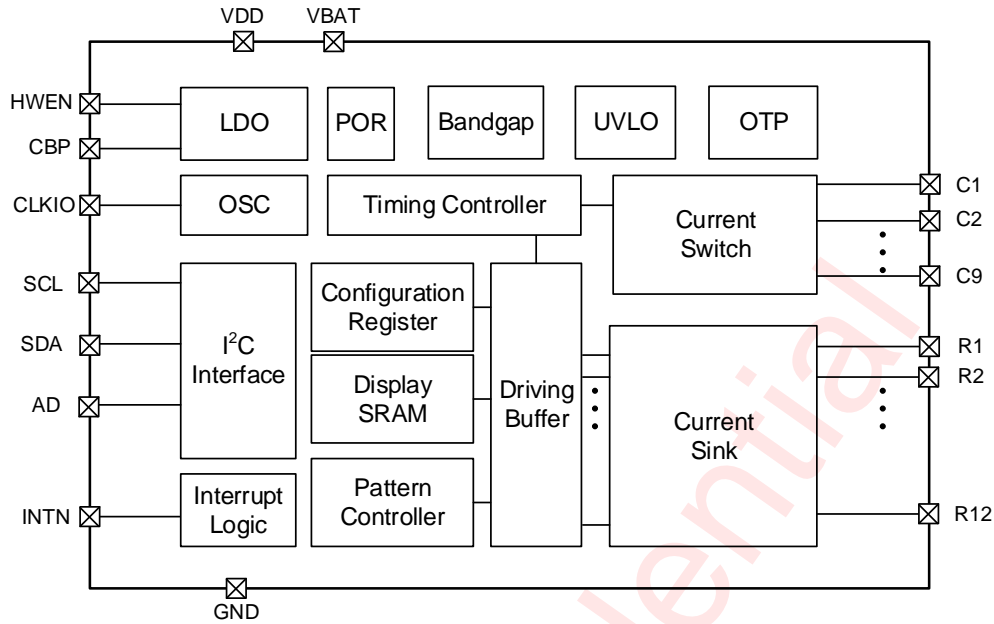 VDD
VBAT
HWEN
CBP
CLKIO
SCL
SDA
AD
INTN
GND
LDO
POR
Bandgap
UVLO
OTP
OSC
Timing Controller
Current
Switch
I²C
Interface
Configuration
Register
Display
SRAM
Driving
Buffer
Current
Sink
Interrupt
Logic
Pattern
Controller
C1
C2
C9
R1
R2
R12
dential